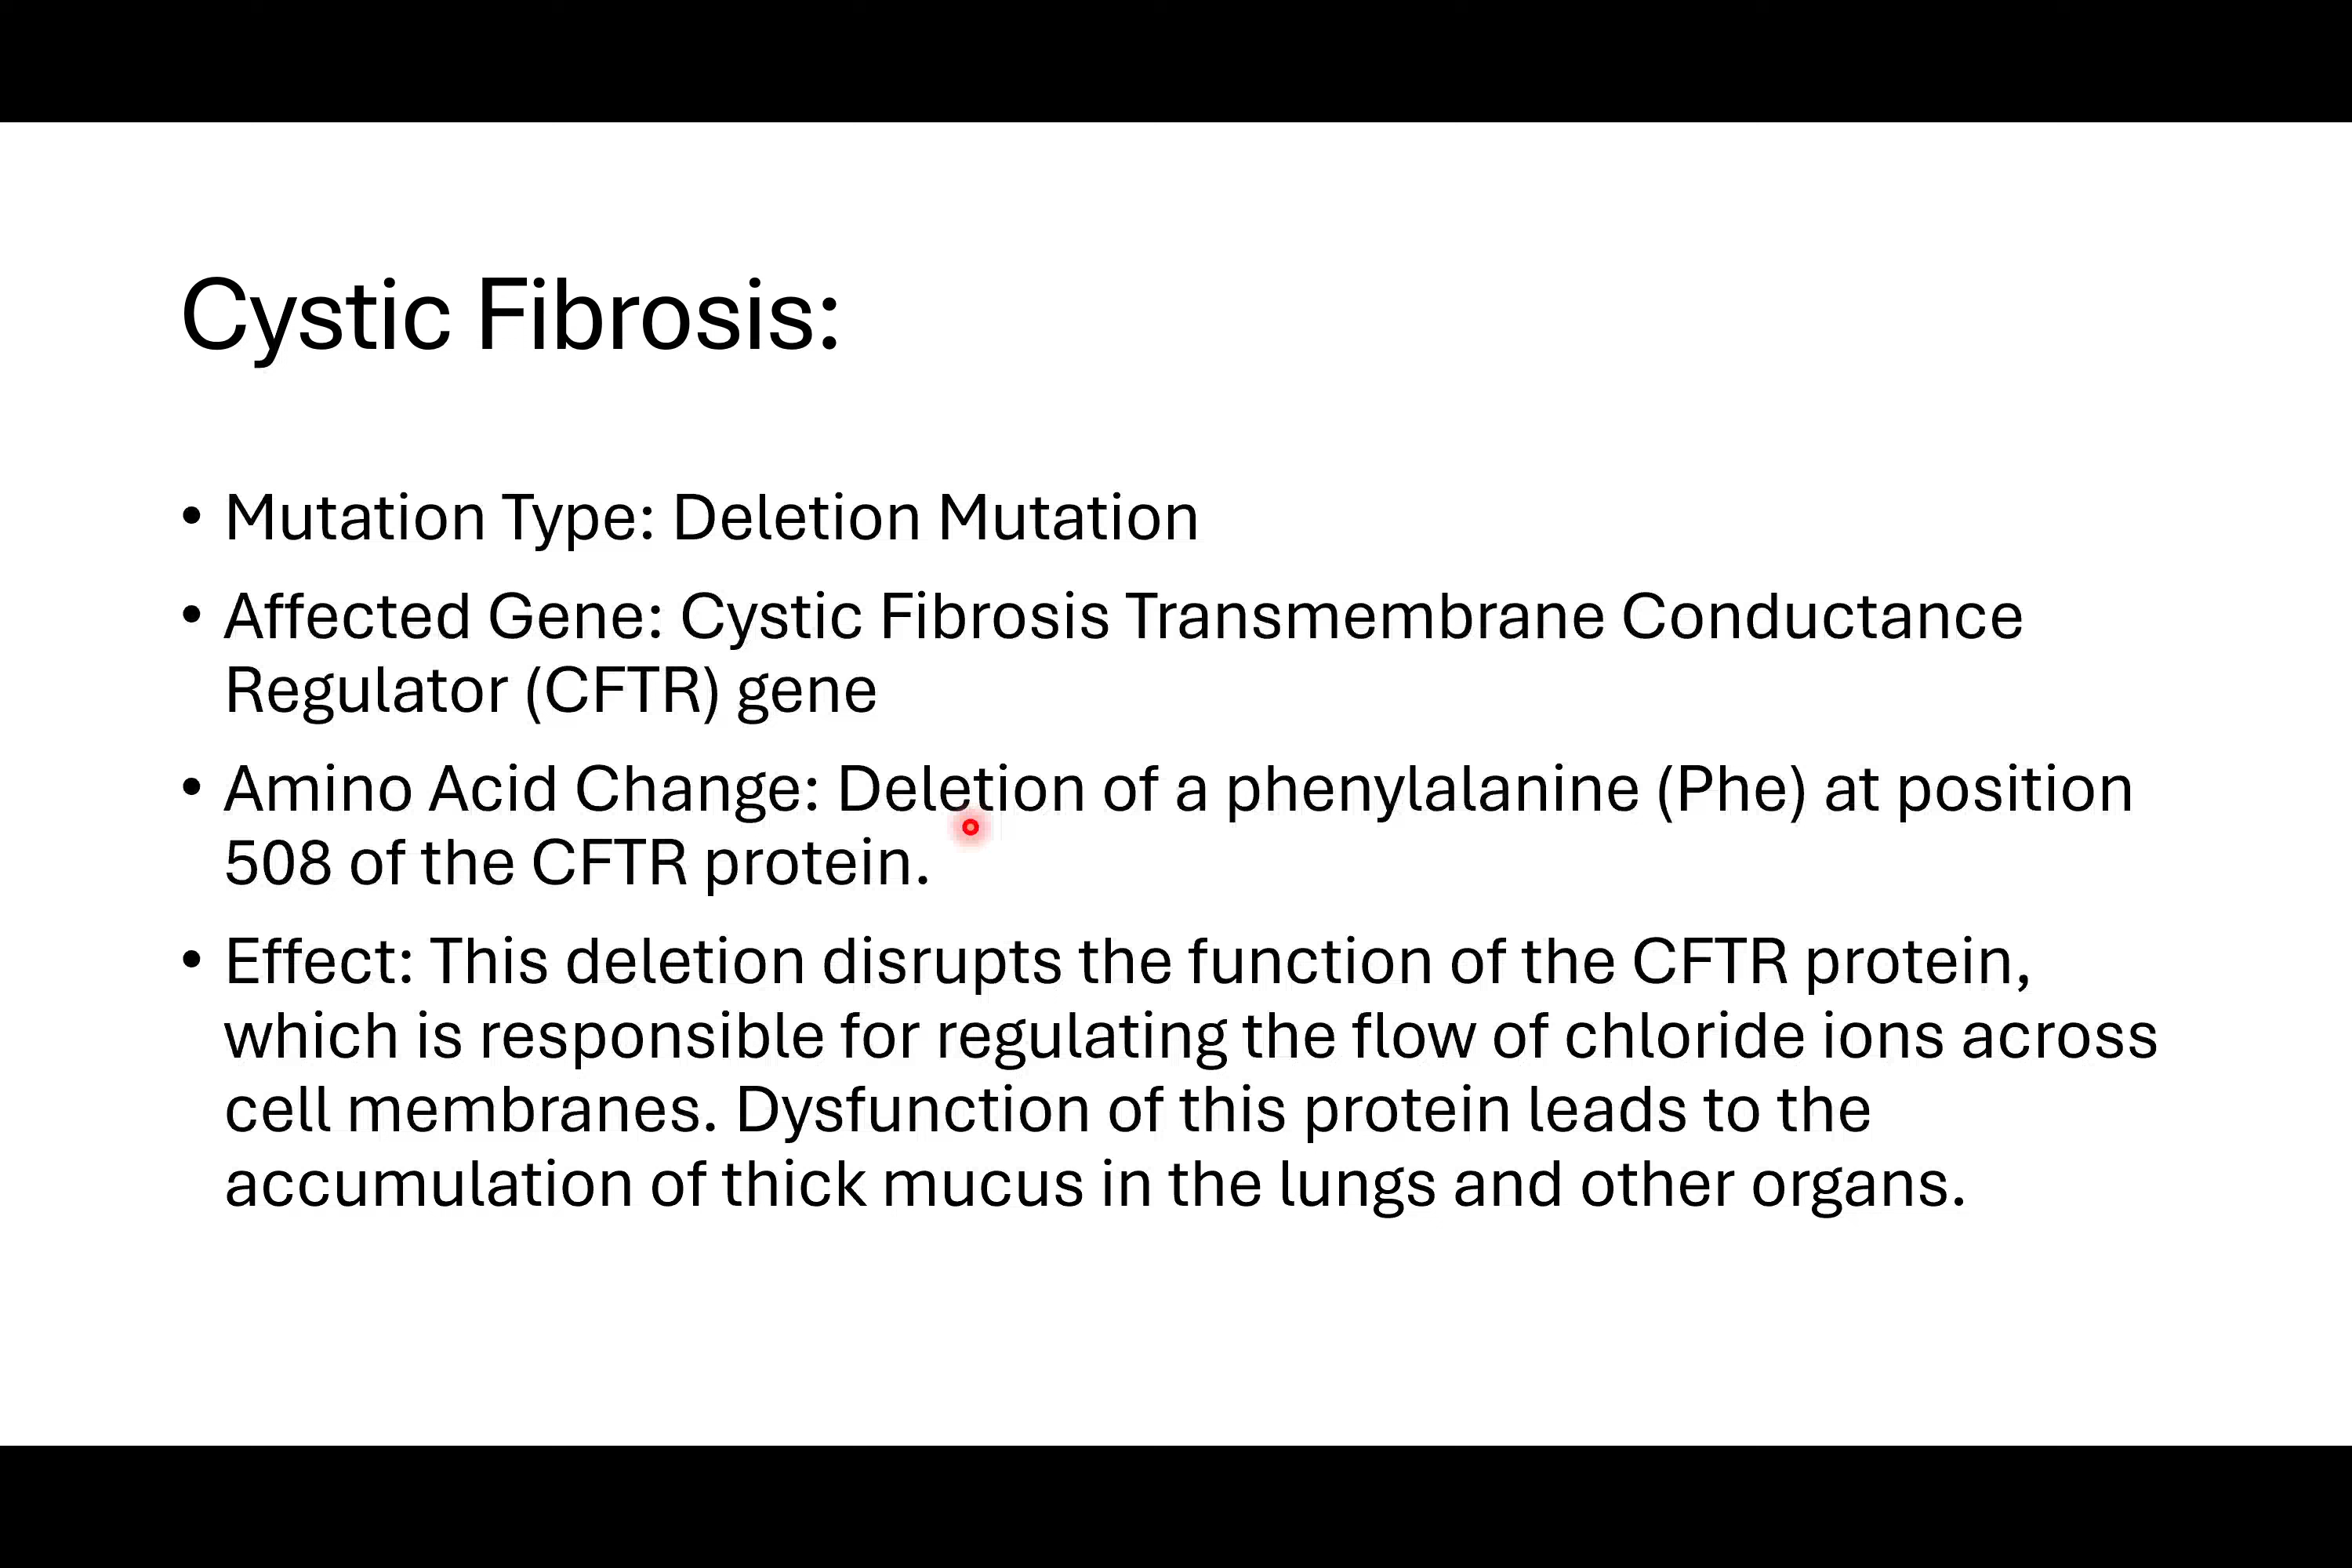 Cystic Fibrosis:
• Mutation Type: Deletion Mutation
• Affected Gene: Cystic Fibrosis Transmembrane Conductance
Regulator (CFTR) gene
• Amino Acid Change: Deletion of a phenylalanine (Phe) at position
508 of the CFTR protein.
• Effect: This deletion disrupts the function of the CFTR protein,
which is responsible for regulating the flow of chloride ions across
cell membranes. Dysfunction of this protein leads to the
accumulation of thick mucus in the lungs and other organs.